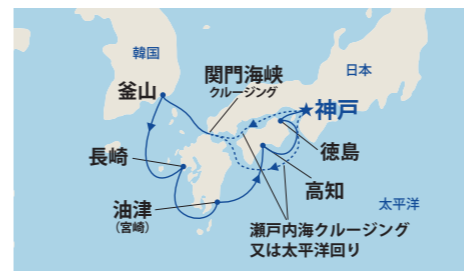 韓国
釜山
関門海峡
クルージング
日本
神戸
長崎
徳島
高知
油津
(宮崎)
太平洋
瀬戸内海クルージング
又は太平洋回り